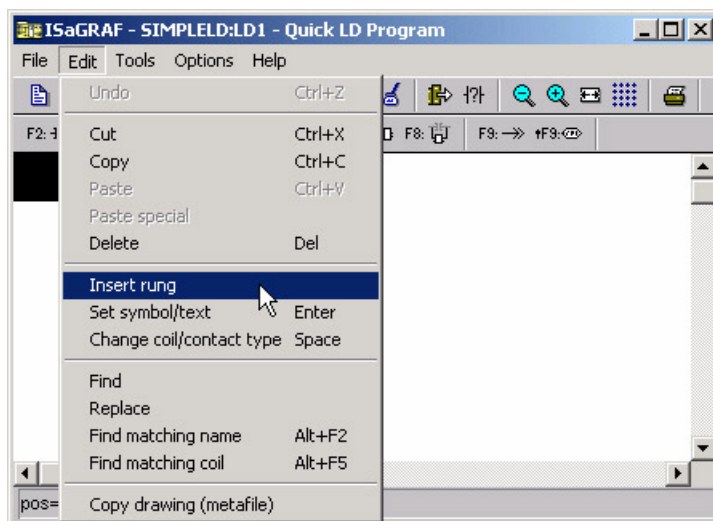 ISaGRAF - SIMPLELD:LD1 - Quick LD Program
File Edit Tools Options Help
Undo Ctrl+Z
F2: F8: F9: F9:
Cut Ctrl+X
Copy Ctrl+C
Paste Ctrl+V
Paste special
Delete Del
Insert rung
Set symbol/text Enter
Change coil/contact type Space
Find
Replace
Find matching name Alt+F2
Find matching coil Alt+F5
pos=
Copy drawing (metafile)